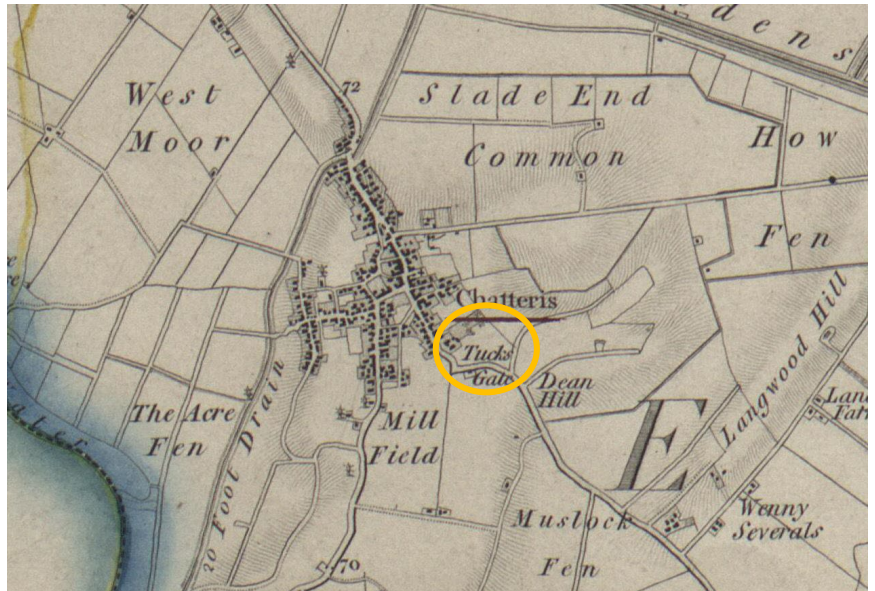 dens
72
West
Moor
Slade End
Common
How
Fen
Chatteris
Tucks
Gate
Dean
Hill
Langwood Hill
The Acre
Fen
20 Foot Drain
Mill
Field
E
Muslock
Fen
Wenny
Severals
70